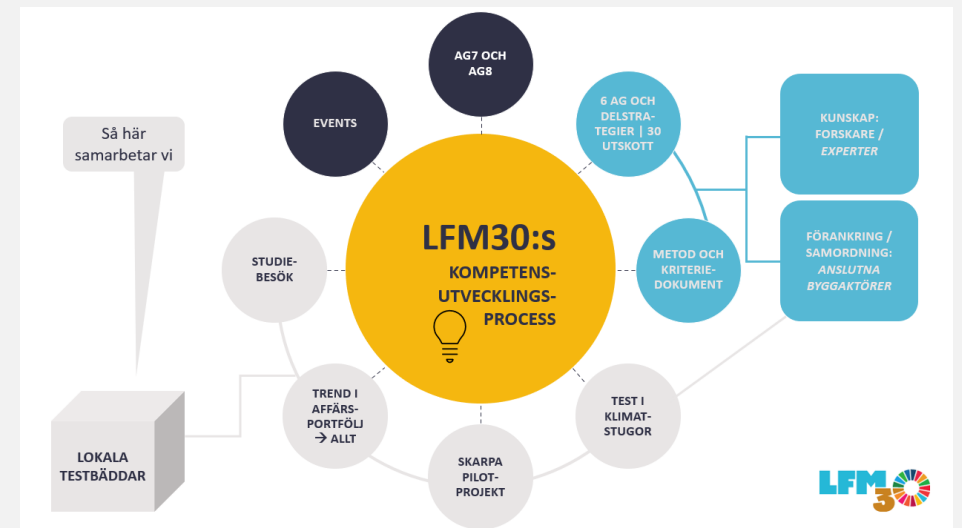 AG7 OCH
AG8
EVENTS
6 AG OCH
DELSTRA-
TEGIER | 30
UTSKOTT
KUNSKAP:
FORSKARE /
EXPERTER
Så här
samarbetar vi
LFM30:s
KOMPETENS-
UTVECKLINGS-
PROCESS
STUDIE-
BESÖK
METOD OCH
KRITERIE-
DOKUMENT
FÖRANKRING /
SAMORDNING:
ANSLUTNA
BYGGAKTÖRER
TREND I
AFFÄRS-
PORTFÖLJ
→ ALLT
TEST I
KLIMAT-
STUGOR
SKARPA
PILOT-
PROJEKT
LOKALA
TESTBÄDDAR
LFM30